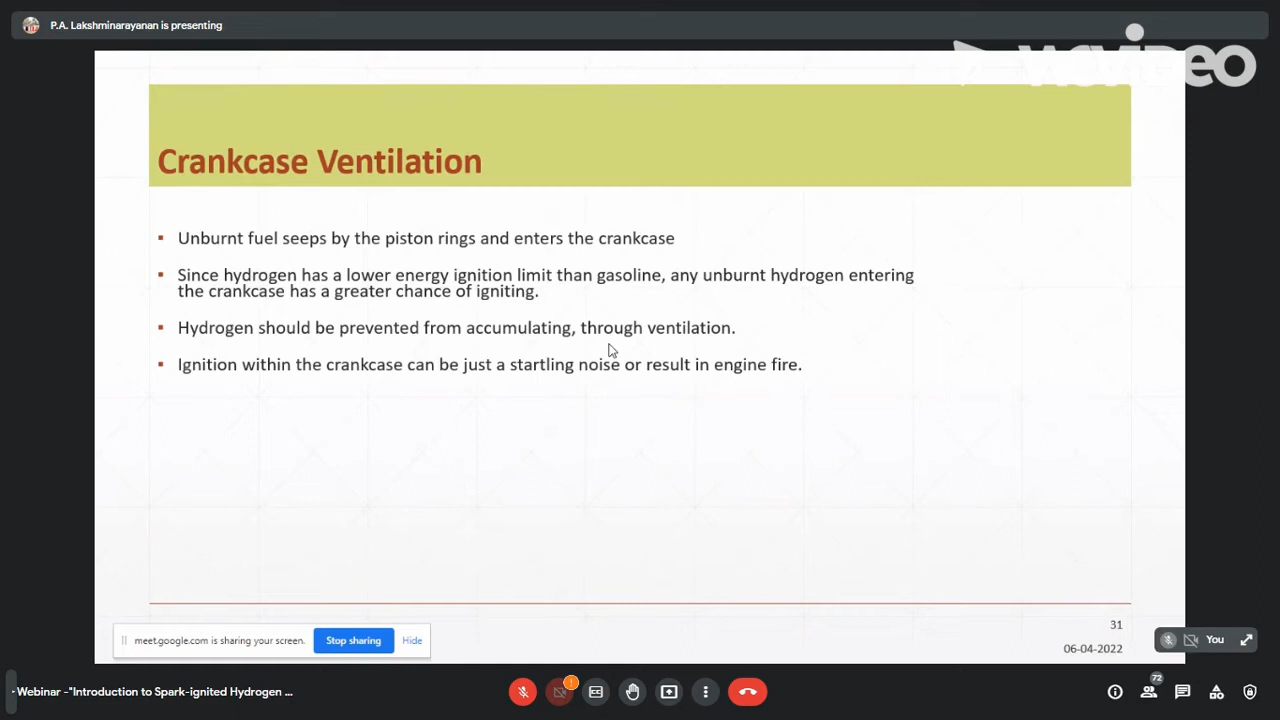 P.A. Lakshminarayanan is presenting
Crankcase Ventilation
▪ Unburnt fuel seeps by the piston rings and enters the crankcase
▪ Since hydrogen has a lower energy ignition limit than gasoline, any unburnt hydrogen entering
the crankcase has a greater chance of igniting.
▪ Hydrogen should be prevented from accumulating, through ventilation.
▪ Ignition within the crankcase can be just a startling noise or result in engine fire.
31
06-04-2022
meet.google.com is sharing your screen.
Stop sharing
Hide
You
Webinar -"Introduction to Spark-ignited Hydrogen ...
72